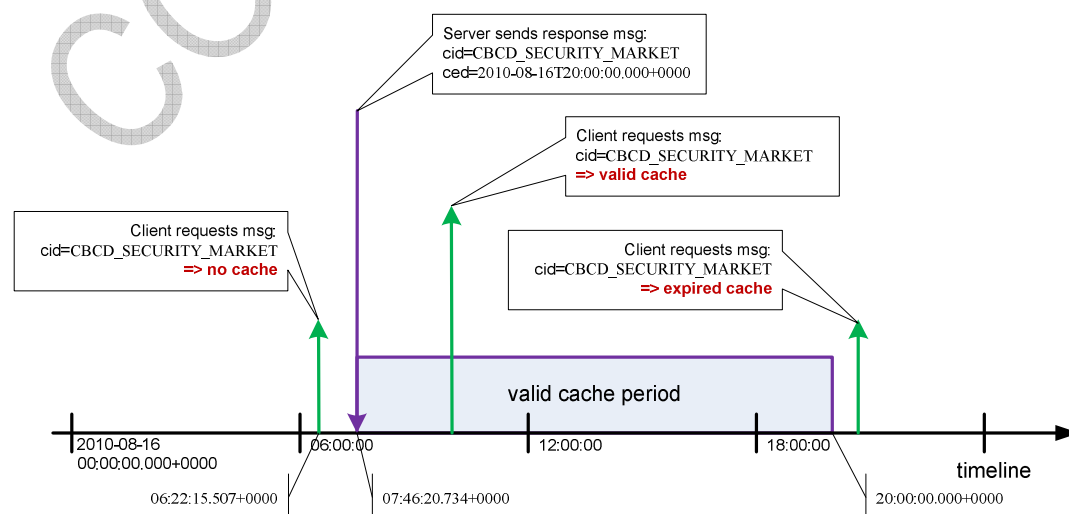 Server sends response msg:
cid=CBCD_SECURITY_MARKET
ced=2010-08-16T20:00:00.000+0000
Client requests msg:
cid=CBCD_SECURITY_MARKET
=> valid cache
Client requests msg:
cid=CBCD_SECURITY_MARKET
=> no cache
Client requests msg:
cid=CBCD_SECURITY_MARKET
=> expired cache
valid cache period
2010-08-16
00:00:00.000+0000
06:00:00
12:00:00
18:00:00
timeline
06:22:15.507+0000
07:46:20.734+0000
20:00:00.000+0000